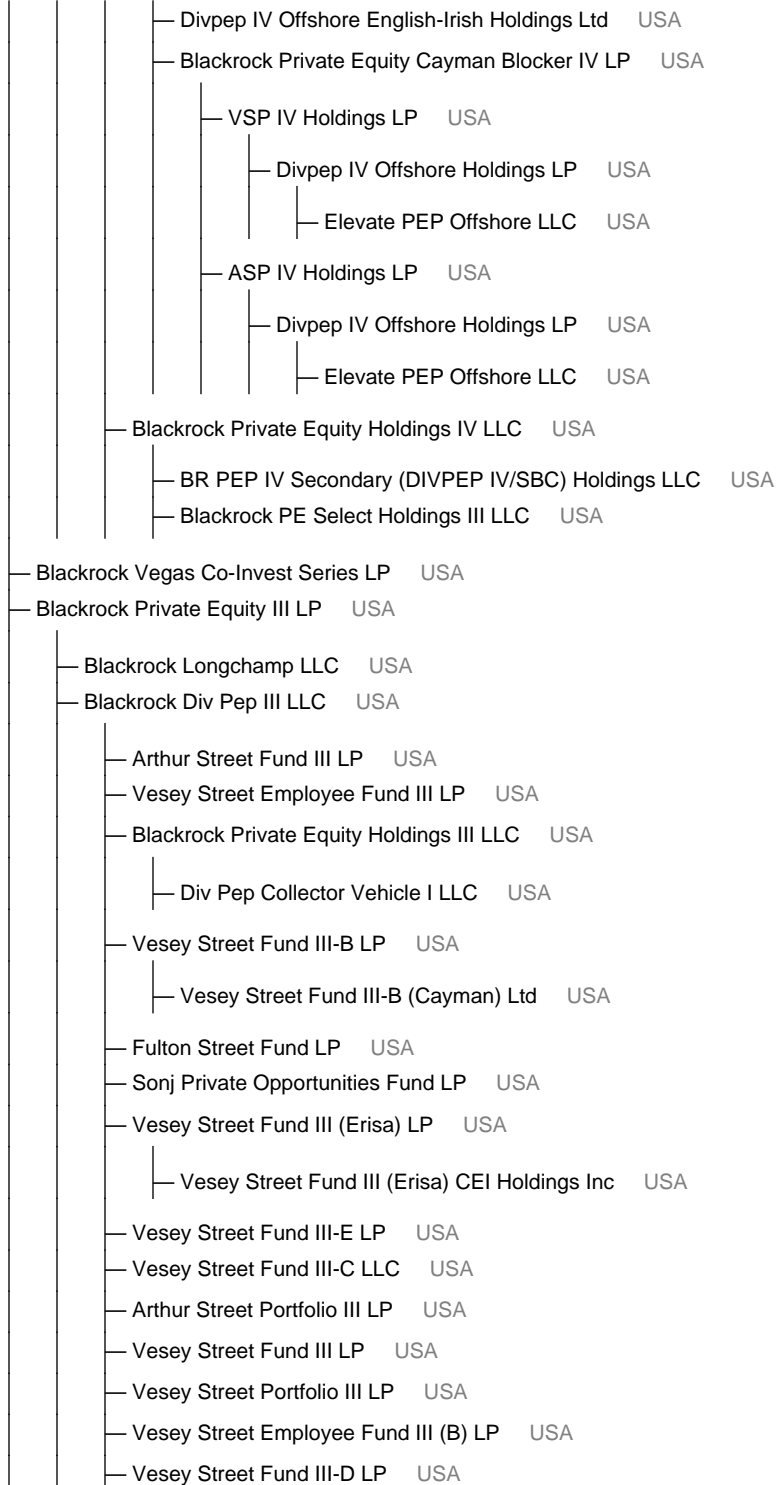 Divpep IV Offshore English-Irish Holdings Ltd USA
Blackrock Private Equity Cayman Blocker IV LP USA
VSP IV Holdings LP USA
Divpep IV Offshore Holdings LP USA
Elevate PEP Offshore LLC USA
ASP IV Holdings LP USA
Divpep IV Offshore Holdings LP USA
Elevate PEP Offshore LLC USA
Blackrock Private Equity Holdings IV LLC USA
BR PEP IV Secondary (DIVPEP IV/SBC) Holdings LLC USA
Blackrock PE Select Holdings III LLC USA
Blackrock Vegas Co-Invest Series LP USA
Blackrock Private Equity III LP USA
Blackrock Longchamp LLC USA
Blackrock Div Pep III LLC USA
Arthur Street Fund III LP USA
Vesey Street Employee Fund III LP USA
Blackrock Private Equity Holdings III LLC USA
Div Pep Collector Vehicle I LLC USA
Vesey Street Fund III-B LP USA
Vesey Street Fund III-B (Cayman) Ltd USA
Fulton Street Fund LP USA
Sonj Private Opportunities Fund LP USA
Vesey Street Fund III (Erisa) LP USA
Vesey Street Fund III (Erisa) CEI Holdings Inc USA
Vesey Street Fund III-E LP USA
Vesey Street Fund III-C LLC USA
Arthur Street Portfolio III LP USA
Vesey Street Fund III LP USA
Vesey Street Portfolio III LP USA
Vesey Street Employee Fund III (B) LP USA
Vesey Street Fund III-D LP USA